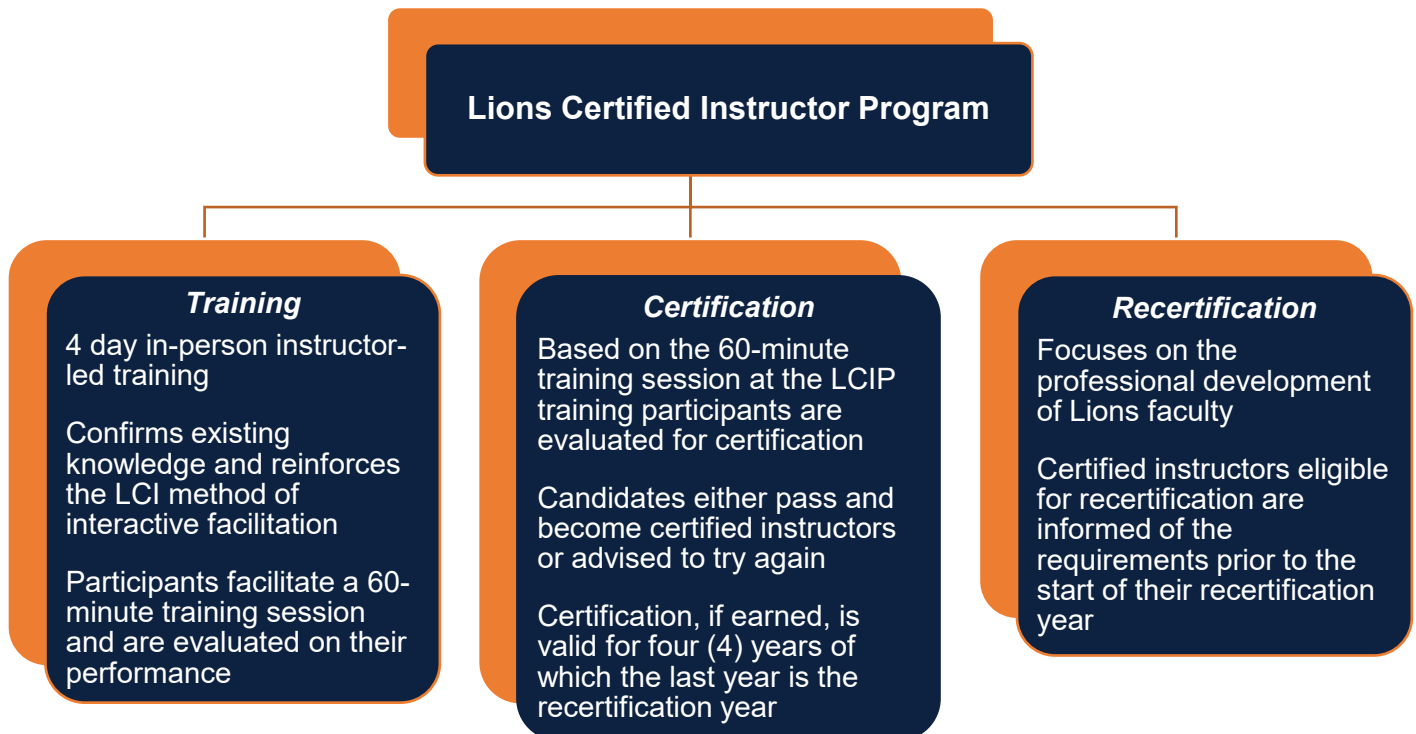 Lions Certified Instructor Program
Training
4 day in-person instructor-
led training
Confirms existing
knowledge and reinforces
the LCI method of
interactive facilitation
Participants facilitate a 60-
minute training session
and are evaluated on their
performance
Certification
Based on the 60-minute
training session at the LCIP
training participants are
evaluated for certification
Candidates either pass and
become certified instructors
or advised to try again
Certification, if earned, is
valid for four (4) years of
which the last year is the
recertification year
Recertification
Focuses on the
professional development
of Lions faculty
Certified instructors eligible
for recertification are
informed of the
requirements prior to the
start of their recertification
year